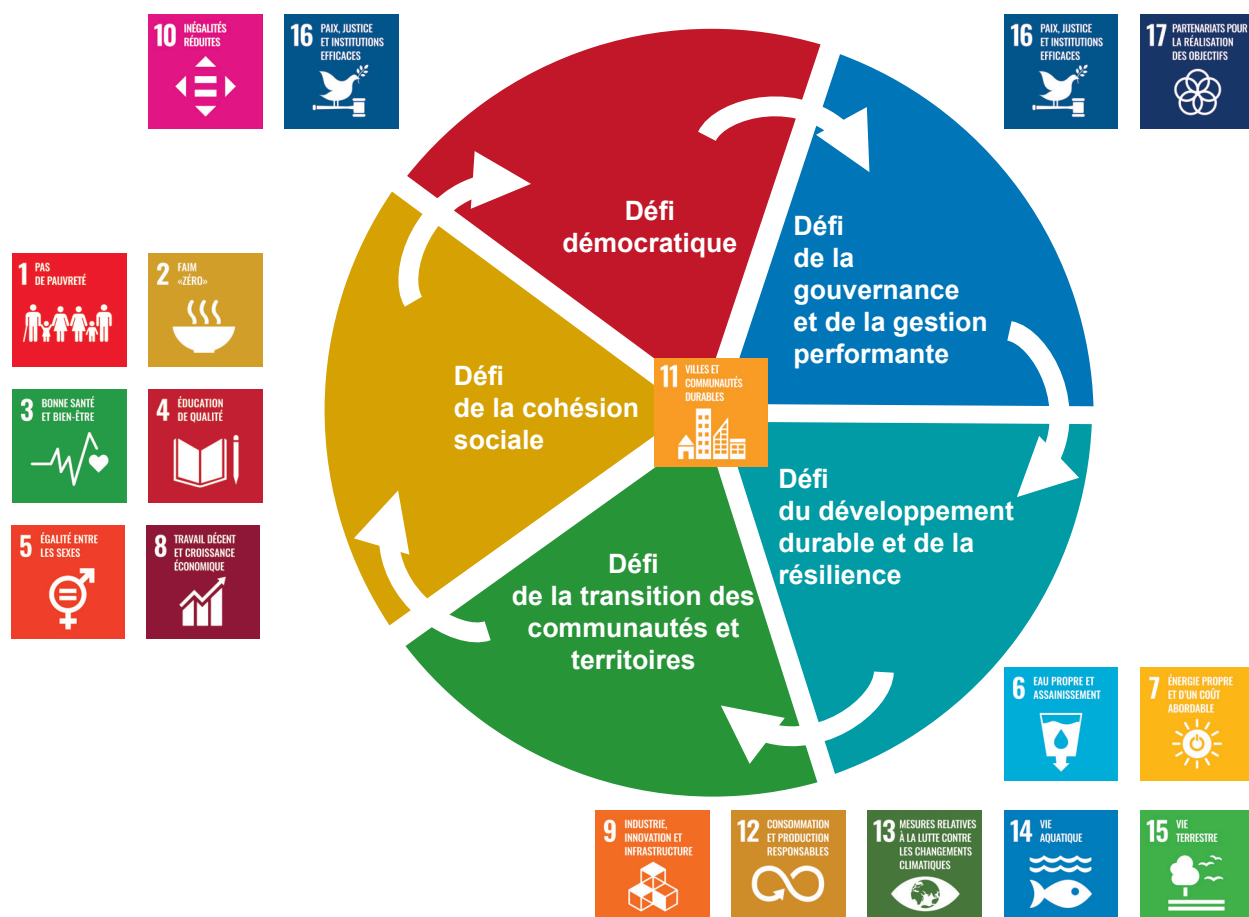 10 INÉGALITÉS
RÉDUITES
16 PAIX, JUSTICE
ET INSTITUTIONS
EFFICACES
16 PAIX, JUSTICE
ET INSTITUTIONS
EFFICACES
17 PARTENARIATS POUR
LA RÉALISATION
DES OBJECTIFS
Défi
démocratique
Défi
de la
gouvernance
et de la gestion
performante
1 PAS
DE PAUVRETÉ
2 FAIM
«ZÉRO»
3 BONNE SANTÉ
ET BIEN-ÊTRE
4 ÉDUCATION
DE QUALITÉ
5 ÉGALITÉ ENTRE
LES SEXES
8 TRAVAIL DÉCENT
ET CROISSANCE
ÉCONOMIQUE
Défi
de la cohésion
sociale
11 VILLES ET
COMMUNAUTÉS
DURABLES
Défi
du développement
durable et de la
résilience
Défi
de la transition des
communautés et
territoires
6 EAU PROPRE ET
ASSAINISSEMENT
7 ÉNERGIE PROPRE
ET D'UN COÛT
ABORDABLE
9 INDUSTRIE,
INNOVATION ET
INFRASTRUCTURE
12 CONSOMMATION
ET PRODUCTION
RESPONSABLES
13 MESURES RELATIVES
À LA LUTTE CONTRE
LES CHANGEMENTS
CLIMATIQUES
14 VIE
AQUATIQUE
15 VIE
TERRESTRE